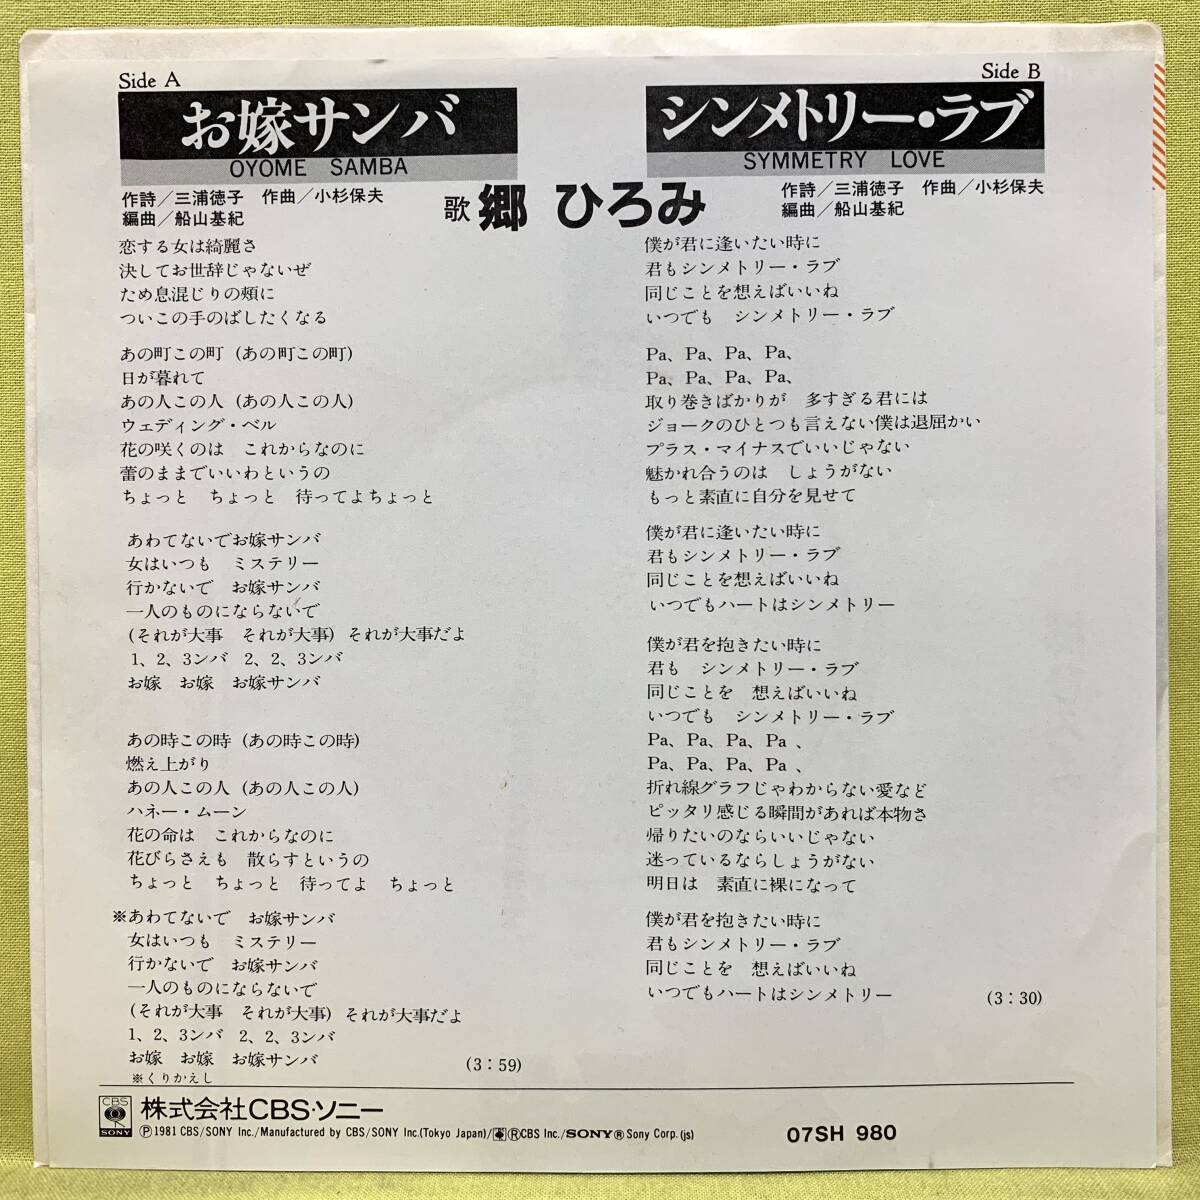 Side A
お嫁サンバ
OYOME SAMBA
作詩/三浦徳子 作曲/小杉保夫
編曲/船山基紀
歌 郷 ひろみ
恋する女は綺麗さ
決してお世辞じゃないぜ
ため息混じりの頬に
ついこの手のばしたくなる
あの町この町 (あの町この町)
日が暮れて
あの人この人 (あの人この人)
ウェディング・ベル
花の咲くのは これからなのに
蕾のままでいいわというの
ちょっと ちょっと 待ってよちょっと
あわてないでお嫁サンバ
女はいつも ミステリー
行かないで お嫁サンバ
一人のものにならないで
(それが大事 それが大事) それが大事だよ
1、2、3ンバ 2、2、3ンバ
お嫁 お嫁 お嫁サンバ
あの時この時 (あの時この時)
燃え上がり
あの人この人 (あの人この人)
ハネー・ムーン
花の命は これからなのに
花びらさえも 散らすというの
ちょっと ちょっと 待ってよ ちょっと
※あわてないで お嫁サンバ
女はいつも ミステリー
行かないで お嫁サンバ
一人のものにならないで
(それが大事 それが大事) それが大事だよ
1、2、3ンバ 2、2、3ンバ
お嫁 お嫁 お嫁サンバ
※くりかえし
(3:59)
Side B
シンメトリー・ラブ
SYMMETRY LOVE
作詩/三浦徳子 作曲/小杉保夫
編曲/船山基紀
僕が君に逢いたい時に
君もシンメトリー・ラブ
同じことを想えばいいね
いつでも シンメトリー・ラブ
Pa、Pa、Pa、Pa、
Pa、Pa、Pa、Pa、
取り巻きばかりが 多すぎる君には
ジョークのひとつも言えない僕は退屈かい
プラス・マイナスでいいじゃない
魅かれ合うのは しょうがない
もっと素直に自分を見せて
僕が君に逢いたい時に
君もシンメトリー・ラブ
同じことを想えばいいね
いつでもハートはシンメトリー
僕が君を抱きたい時に
君も シンメトリー・ラブ
同じことを 想えばいいね
いつでも シンメトリー・ラブ
Pa、Pa、Pa、Pa 、
Pa、Pa、Pa、Pa 、
折れ線グラフじゃわからない愛など
ピッタリ感じる瞬間があれば本物さ
帰りたいのならいいじゃない
迷っているならしょうがない
明日は 素直に裸になって
僕が君を抱きたい時に
君もシンメトリー・ラブ
同じことを 想えばいいね
いつでもハートはシンメトリー
(3:30)
CBS
SONY
株式会社CBS・ソニー
Ⓟ1981 CBS/SONY Inc./Manufactured by CBS/SONY Inc.(Tokyo Japan)/®CBS Inc./SONY®Sony Corp.(js)
07SH 980